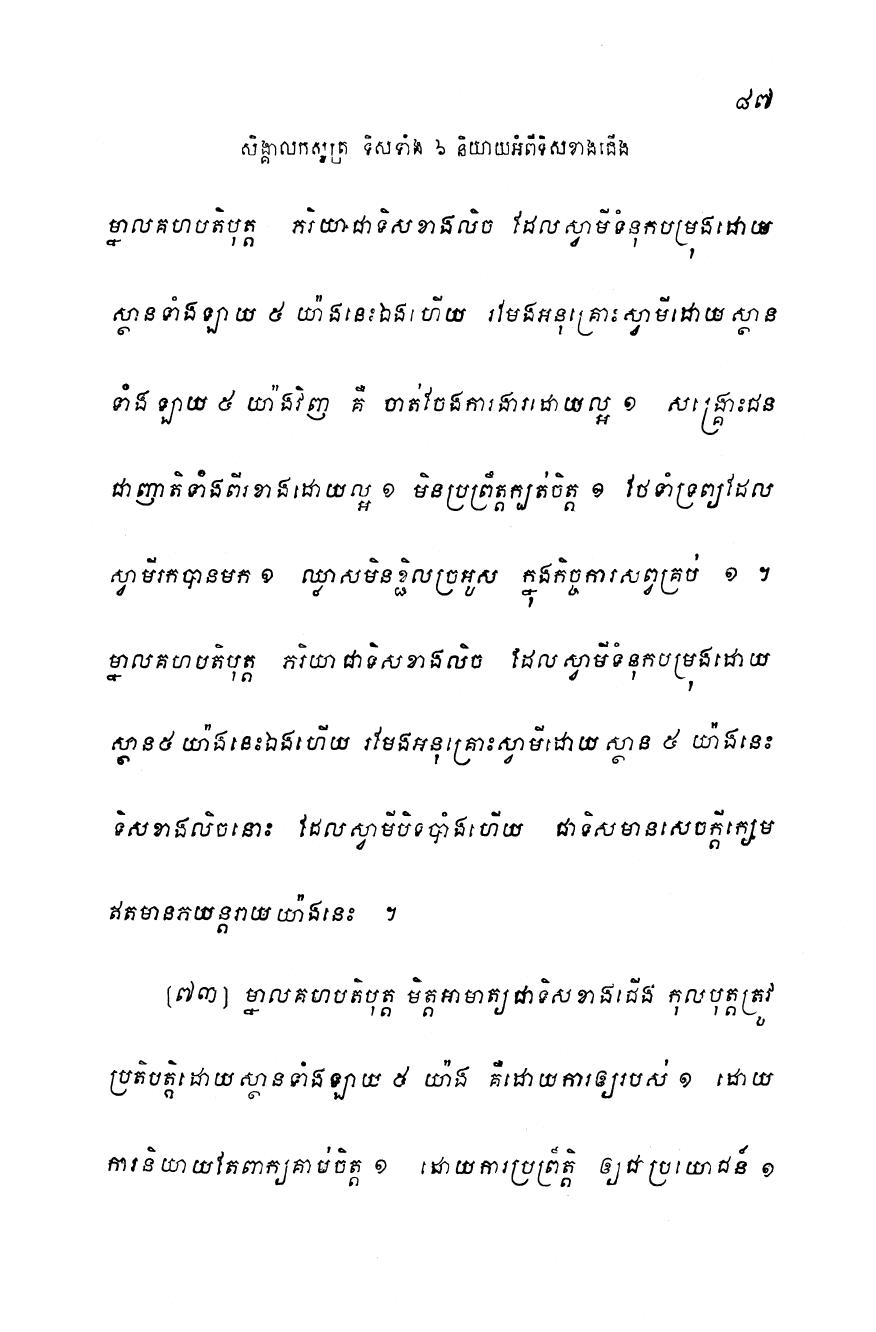 ៨៧
សិង្គាលកសូត្រ ទិសទាំង ៦ និយាយអំពីទិសខាងជើង
ម្នាលគហបតិបុត្ត ភរិយាជាទិសខាងលិច ដែលស្វាមីទំនុកបម្រុងដោយ
ស្ថានទាំងឡាយ ៥ យ៉ាងនេះឯងហើយ រមែងអនុគ្រោះស្វាមីដោយស្ថាន
ទាំងឡាយ ៥ យ៉ាងវិញ គឺ ចាត់ចែងការងារដោយល្អ ១ សង្គ្រោះជន
ជាញាតិទាំងពីរខាងដោយល្អ ១ មិនប្រព្រឹត្តក្បត់ចិត្ត ១ ថែទាំទ្រព្យដែល
ស្វាមីរកបានមក ១ ឈ្លាសមិនខ្ជិលច្រអូស ក្នុងកិច្ចការសព្វគ្រប់ ១ ។
ម្នាលគហបតិបុត្ត ភរិយាជាទិសខាងលិច ដែលស្វាមីទំនុកបម្រុងដោយ
ស្ថាន៥ យ៉ាងនេះឯងហើយ រមែងអនុគ្រោះស្វាមីដោយស្ថាន ៥ យ៉ាងនេះ
ទិសខាងលិចនោះ ដែលស្វាមីបិទបាំងហើយ ជាទិសមានសេចក្តីក្សេម
ឥតមានភយន្តរាយយ៉ាងនេះ ។
(៧៣) ម្នាលគហបតិបុត្ត មិត្តអាមាត្យជាទិសខាងជើង កុលបុត្តត្រូវ
ប្រតិបត្តិដោយស្ថានទាំងឡាយ ៥ យ៉ាង គឺដោយការឲ្យរបស់ ១ ដោយ
ការនិយាយតែពាក្យគាប់ចិត្ត ១ ដោយការប្រព្រឹត្តិ ឲ្យជាប្រយោជន៍ ១